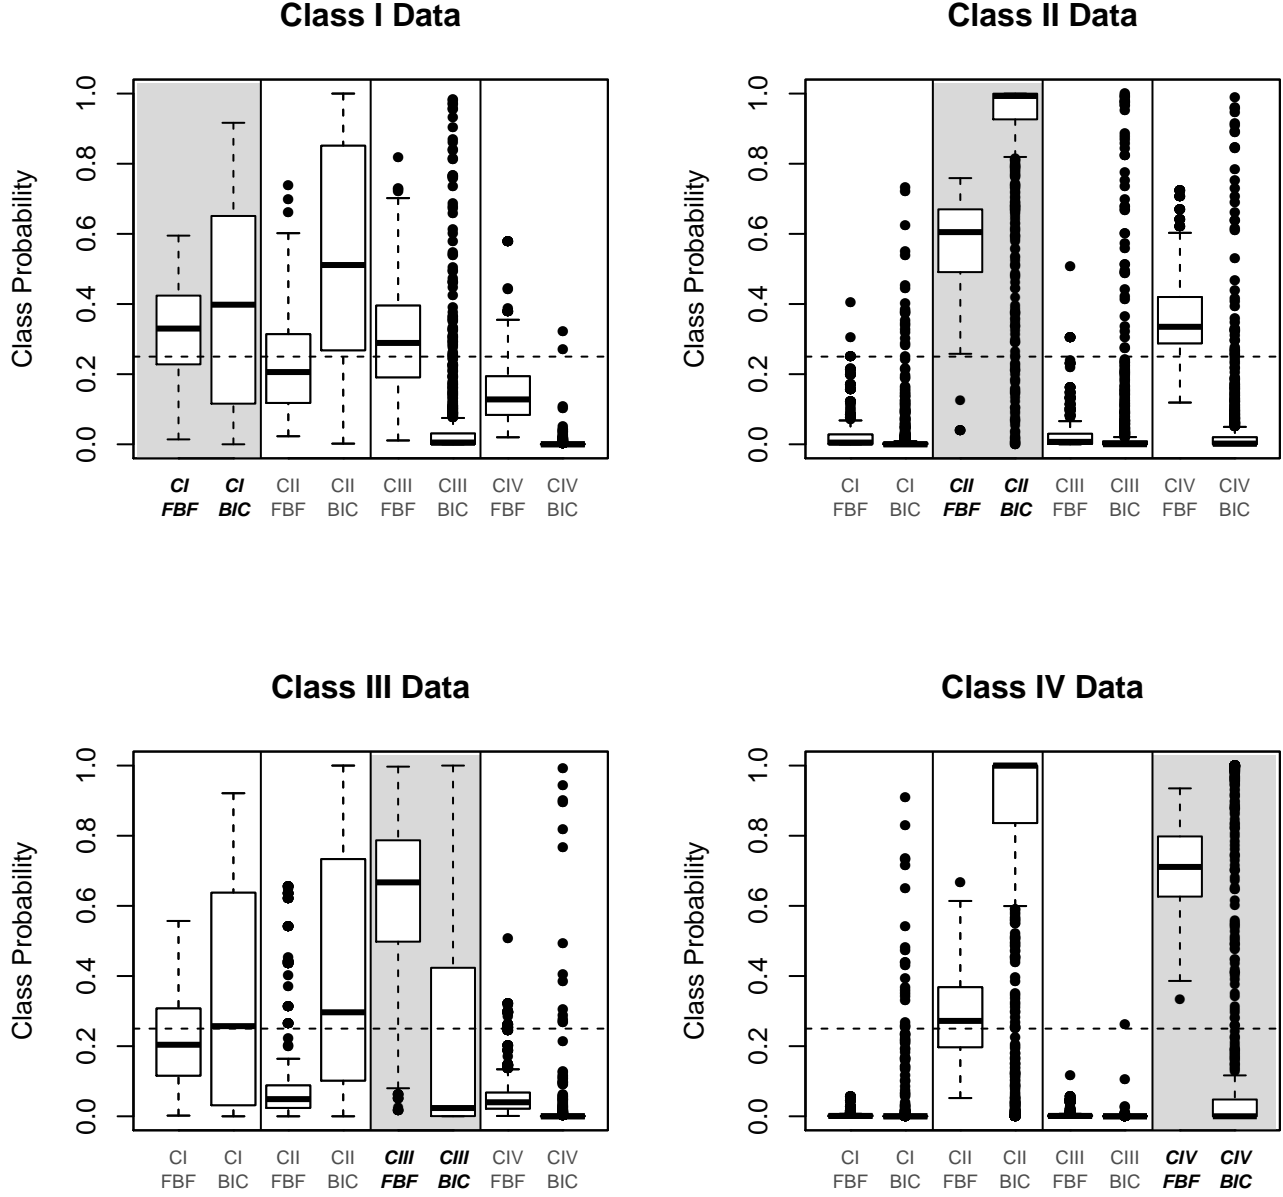 Class I Data
Class Probability
1.0
0.8
0.6
0.4
0.2
0.0
CI CI CII CII CIII CIII CIV CIV
FBF BIC FBF BIC FBF BIC FBF BIC
Class II Data
Class Probability
1.0
0.8
0.6
0.4
0.2
0.0
CI CI CII CII CIII CIII CIV CIV
FBF BIC FBF BIC FBF BIC FBF BIC
Class III Data
Class Probability
1.0
0.8
0.6
0.4
0.2
0.0
CI CI CII CII CIII CIII CIV CIV
FBF BIC FBF BIC FBF BIC FBF BIC
Class IV Data
Class Probability
1.0
0.8
0.6
0.4
0.2
0.0
CI CI CII CII CIII CIII CIV CIV
FBF BIC FBF BIC FBF BIC FBF BIC